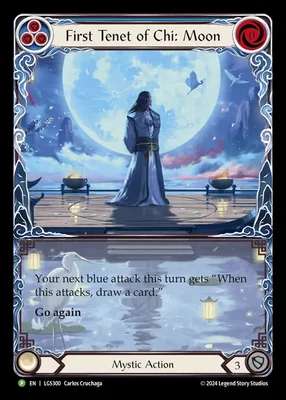 First Tenet of Chi: Moon
Your next blue attack this turn gets "When
this attacks, draw a card."
Go again
Mystic Action
3
P EN | LGS300 Carlos Cruchaga
© 2024 Legend Story Studios